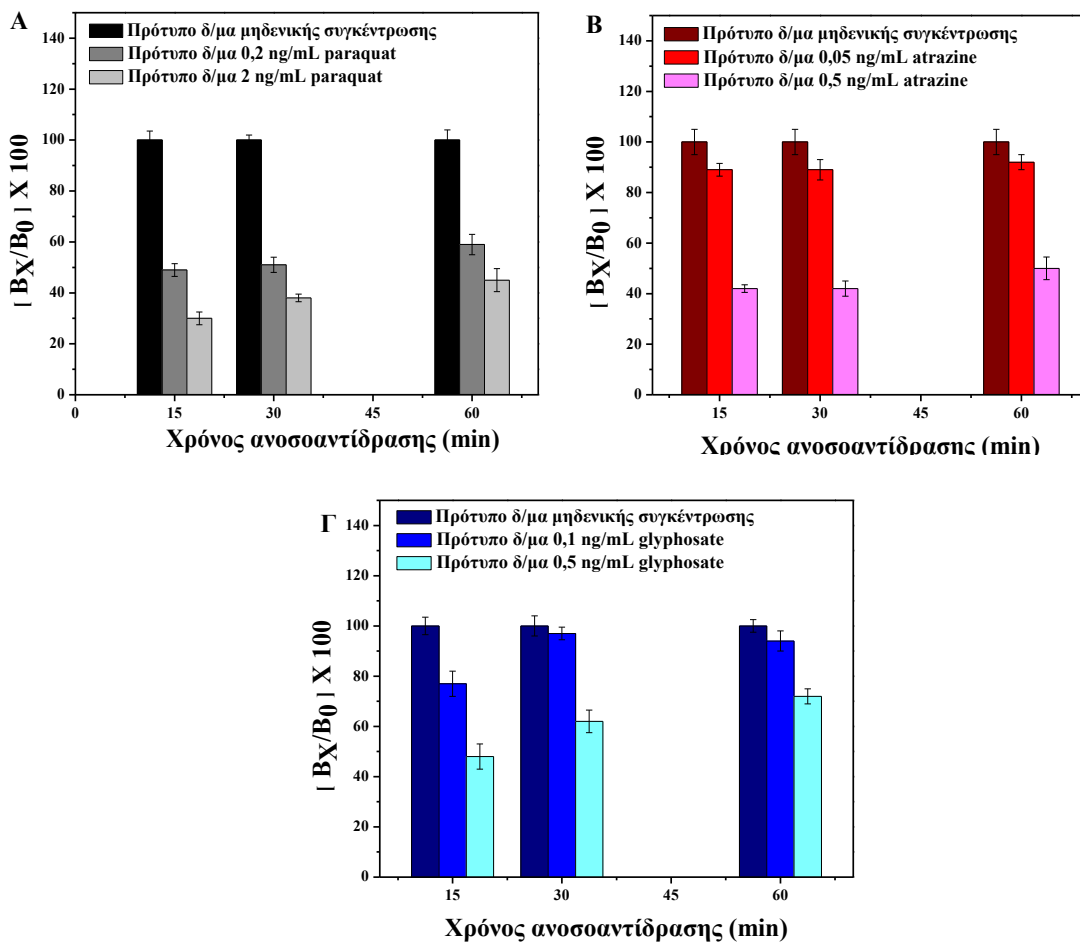 A
Πρότυπο δ/μα μηδενικής συγκέντρωσης
Πρότυπο δ/μα 0,2 ng/mL paraquat
Πρότυπο δ/μα 2 ng/mL paraquat
[ BX/B0 ] X 100
140
120
100
80
60
40
20
0
0 15 30 45 60
Χρόνος ανοσοαντίδρασης (min)
B
Πρότυπο δ/μα μηδενικής συγκέντρωσης
Πρότυπο δ/μα 0,05 ng/mL atrazine
Πρότυπο δ/μα 0,5 ng/mL atrazine
[ BX/B0 ] X 100
140
120
100
80
60
40
20
0
15 30 45 60
Χρόνος ανοσοαντίδρασης (min)
Γ
Πρότυπο δ/μα μηδενικής συγκέντρωσης
Πρότυπο δ/μα 0,1 ng/mL glyphosate
Πρότυπο δ/μα 0,5 ng/mL glyphosate
[ BX/B0 ] X 100
140
120
100
80
60
40
20
0
15 30 45 60
Χρόνος ανοσοαντίδρασης (min)